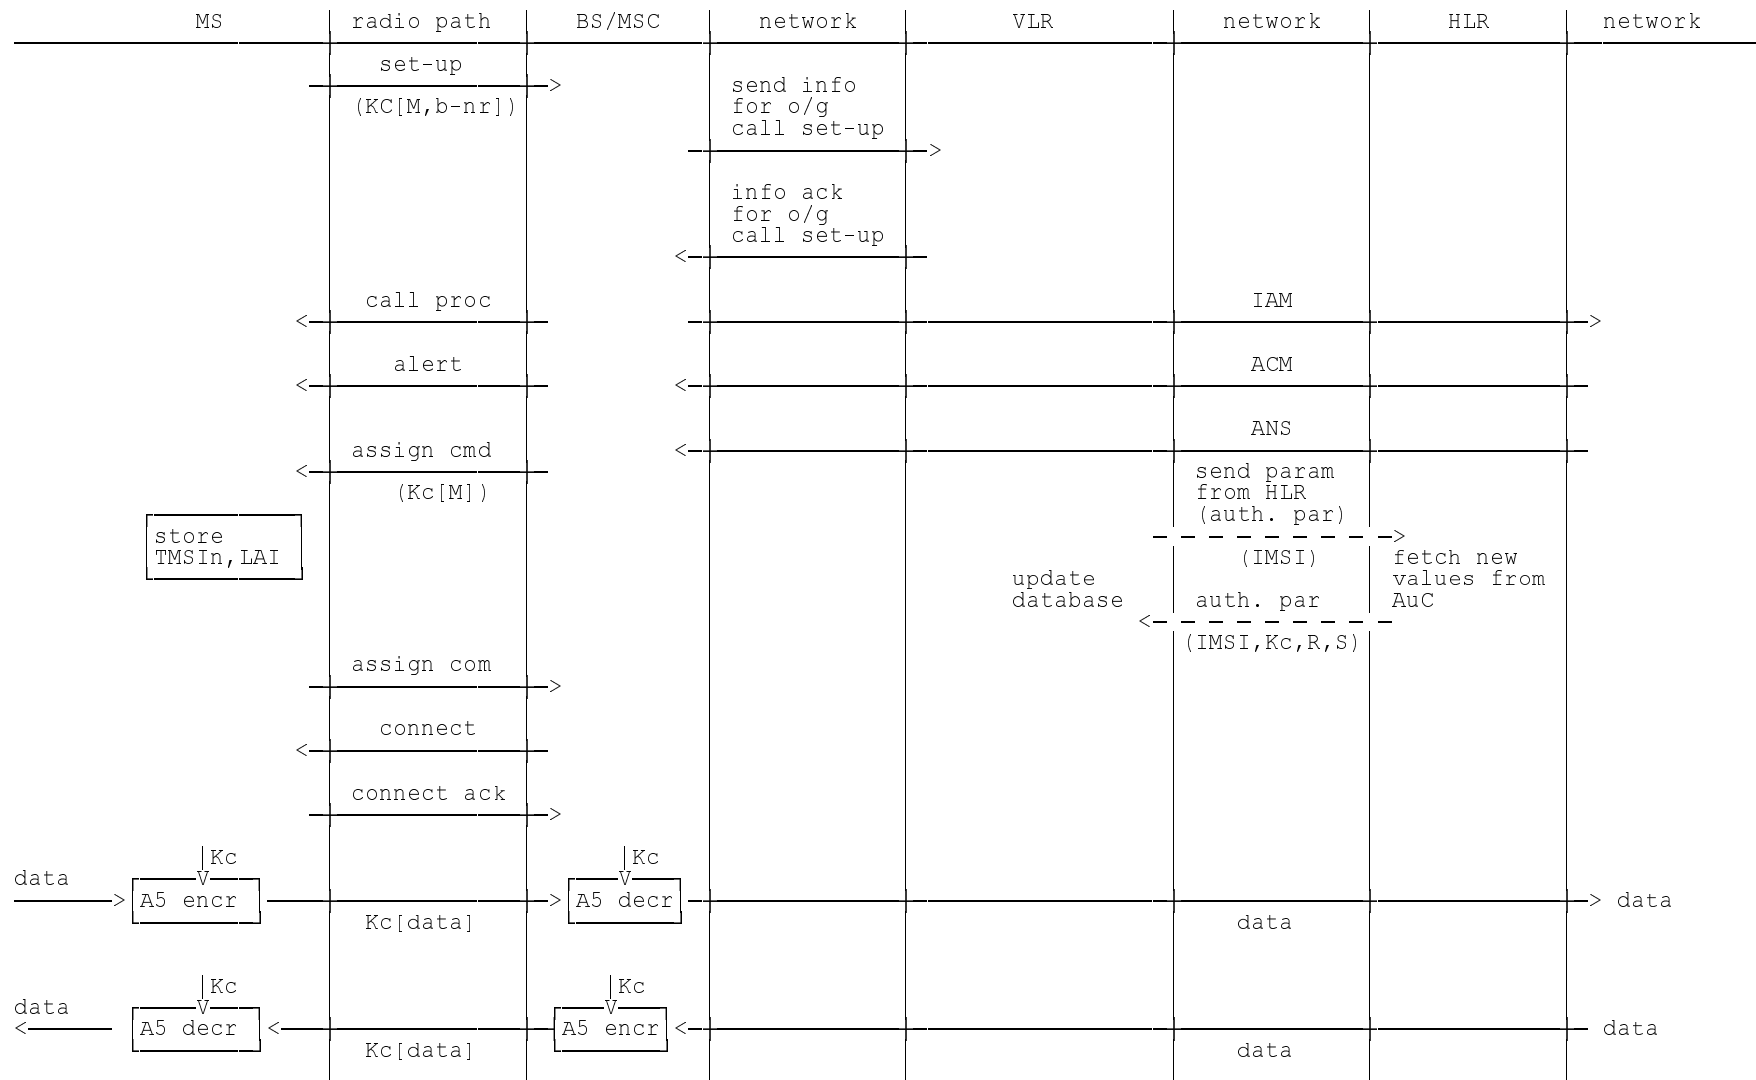 MS radio path BS/MSC network VLR network HLR network
set-up
(KC[M,b-nr])
send info
for o/g
call set-up
info ack
for o/g
call set-up
call proc IAM
alert ACM
ANS
assign cmd
(Kc[M])
send param
from HLR
(auth. par)
(IMSI)
store
TMSIn,LAI
fetch new
values from
AuC
update
database
auth. par
(IMSI,Kc,R,S)
assign com
connect
connect ack
Kc Kc
data
A5 encr A5 decr data
Kc[data] data
Kc Kc
data
A5 decr A5 encr data
Kc[data] data